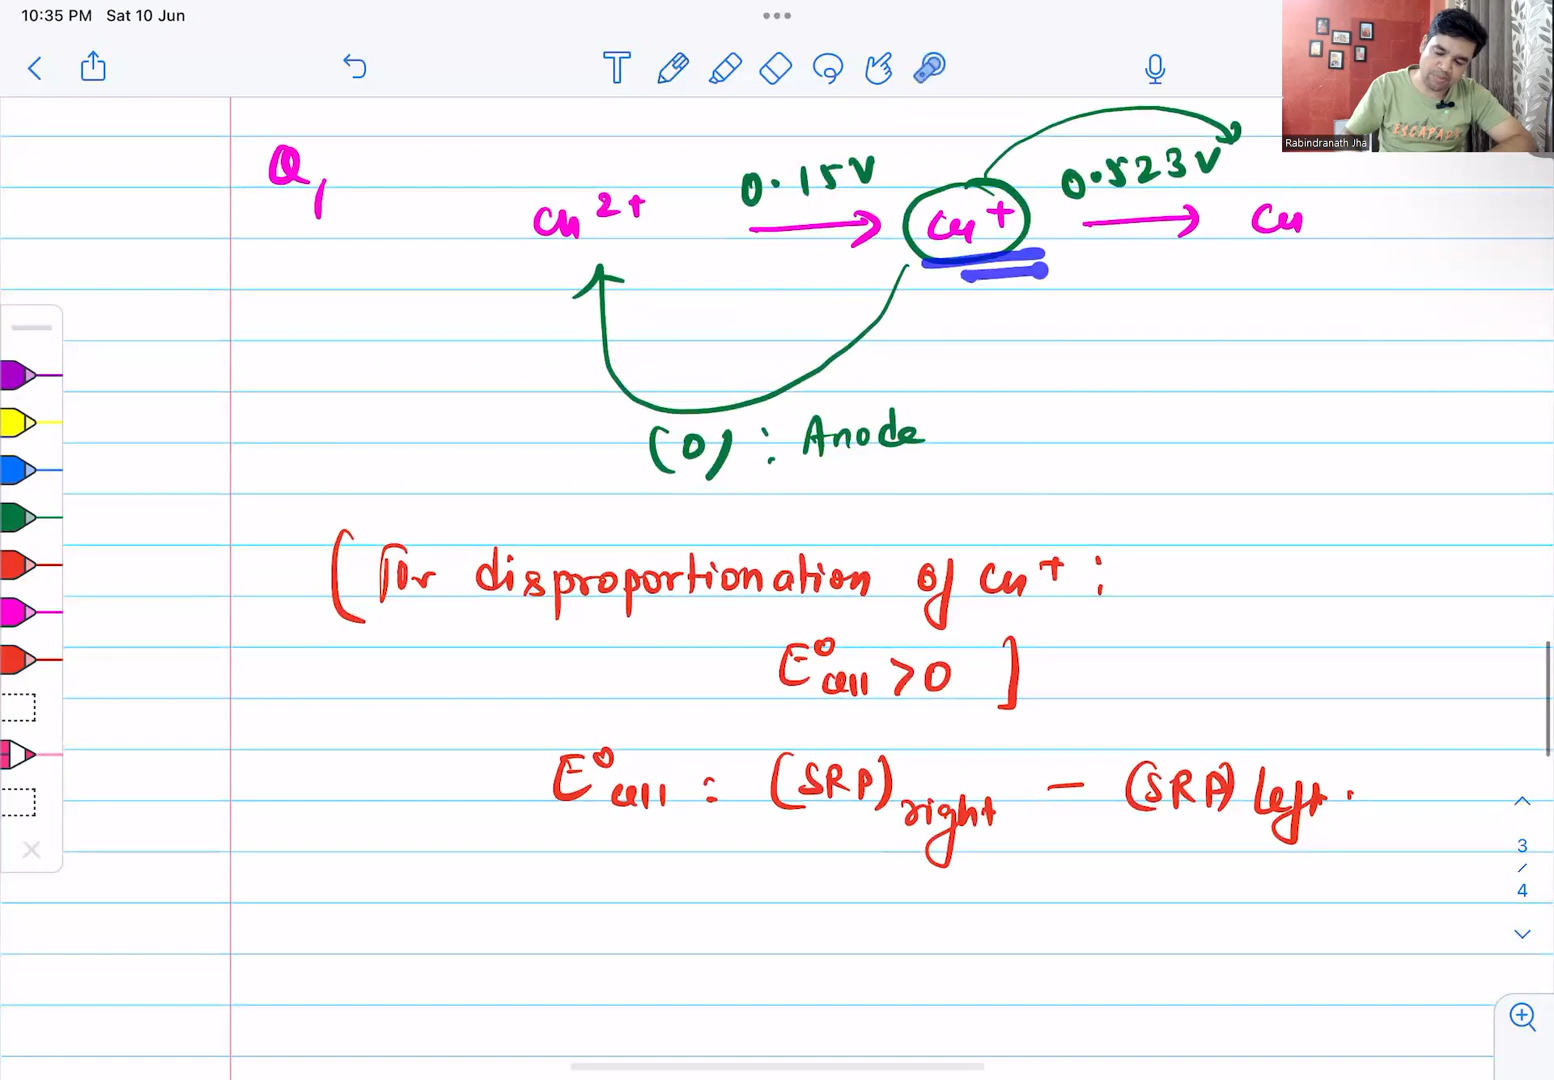 10:35 PM Sat 10 Jun
ESCAPADE
Rabindranath Jha
Q1
Cu2+ 0.15V Cu+ 0.523V Cu
(O) : Anode
[For disproportionation of Cu+ :
E°cell > 0 ]
E°cell : (SRP)right - (SRP)left.
3
/
4